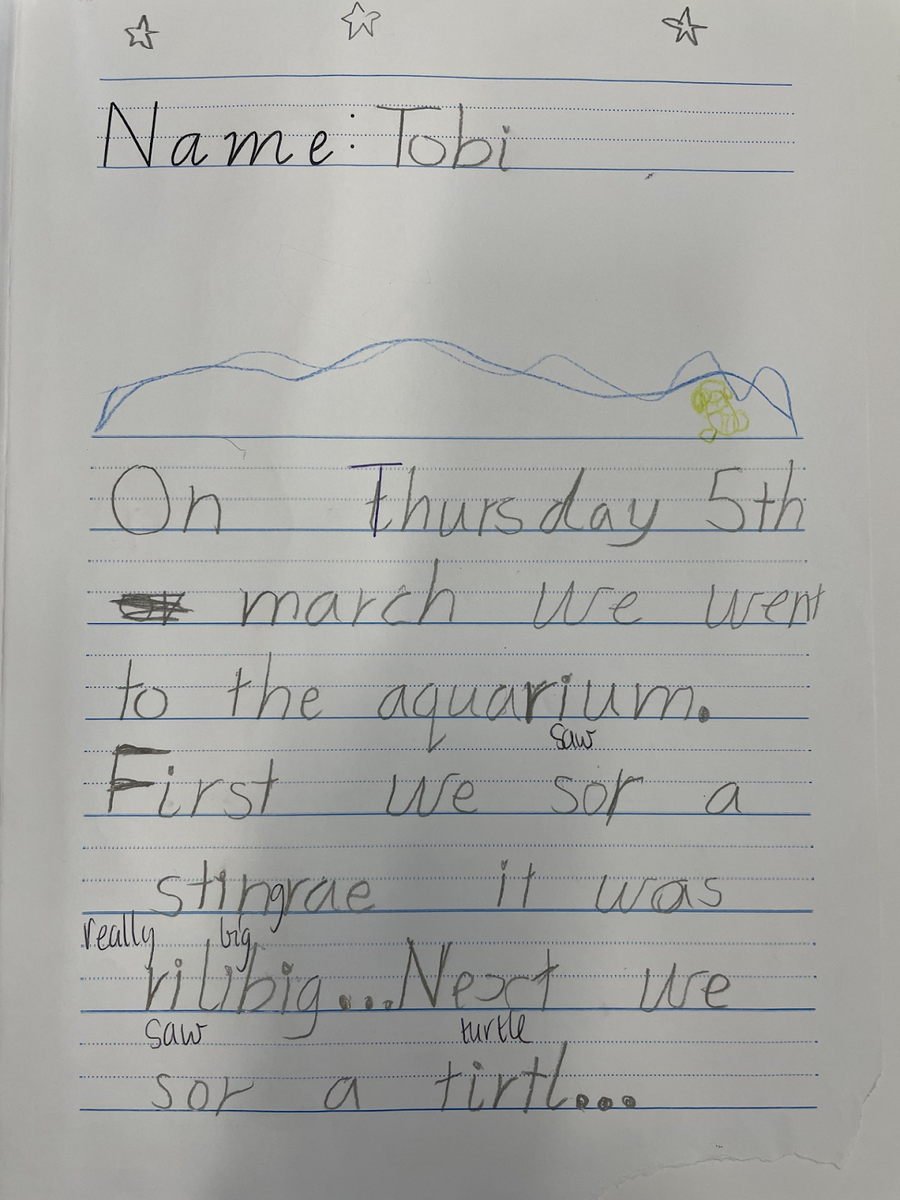 Name: Tobi
On Thursday 5th
march we went
to the aquarium.
saw
First we sor a
stingrae it was
really big
rilibig...Next we
saw turtle
sor a tirtl...